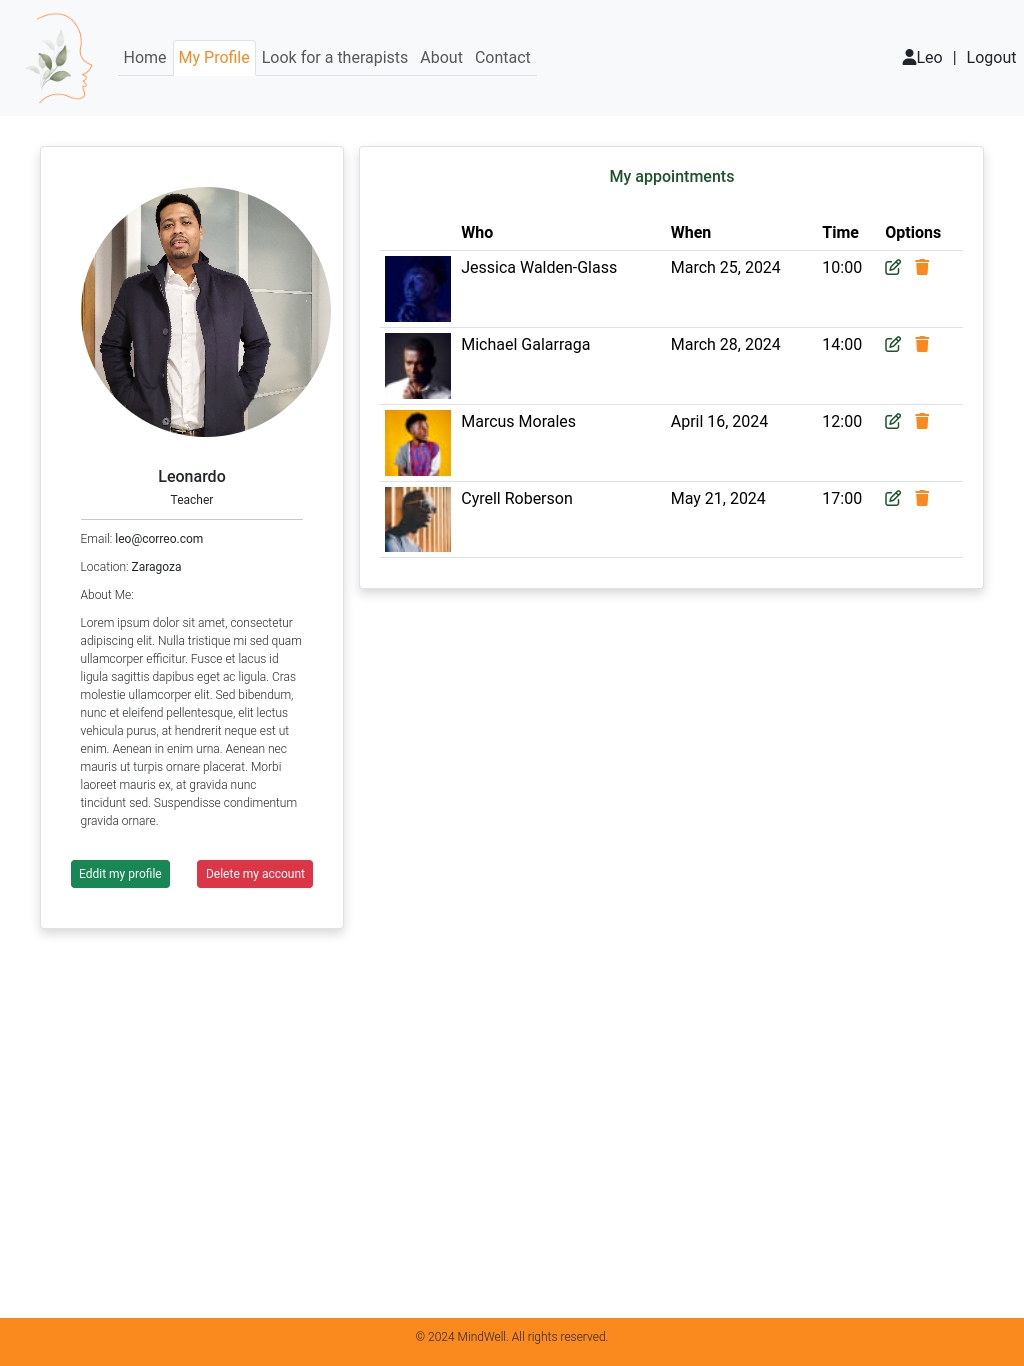 Home My Profile Look for a therapists About Contact Leo | Logout
My appointments
Who When Time Options
Jessica Walden-Glass March 25, 2024 10:00
Michael Galarraga March 28, 2024 14:00
Marcus Morales April 16, 2024 12:00
Cyrell Roberson May 21, 2024 17:00
Leonardo
Teacher
Email: leo@correo.com
Location: Zaragoza
About Me:
Lorem ipsum dolor sit amet, consectetur
adipiscing elit. Nulla tristique mi sed quam
ullamcorper efficitur. Fusce et lacus id
ligula sagittis dapibus eget ac ligula. Cras
molestie ullamcorper elit. Sed bibendum,
nunc et eleifend pellentesque, elit lectus
vehicula purus, at hendrerit neque est ut
enim. Aenean in enim urna. Aenean nec
mauris ut turpis ornare placerat. Morbi
laoreet mauris ex, at gravida nunc
tincidunt sed. Suspendisse condimentum
gravida ornare.
Eddit my profile Delete my account
© 2024 MindWell. All rights reserved.